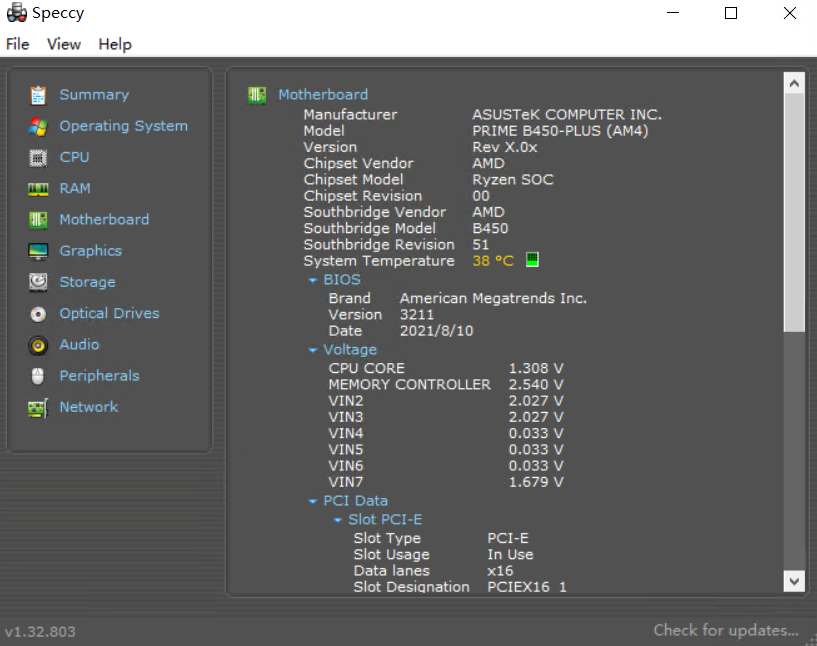 Speccy
File View Help
Summary
Operating System
CPU
RAM
Motherboard
Graphics
Storage
Optical Drives
Audio
Peripherals
Network
Motherboard
Manufacturer ASUSTeK COMPUTER INC.
Model PRIME B450-PLUS (AM4)
Version Rev X.0x
Chipset Vendor AMD
Chipset Model Ryzen SOC
Chipset Revision 00
Southbridge Vendor AMD
Southbridge Model B450
Southbridge Revision 51
System Temperature 38 °C
BIOS
Brand American Megatrends Inc.
Version 3211
Date 2021/8/10
Voltage
CPU CORE 1.308 V
MEMORY CONTROLLER 2.540 V
VIN2 2.027 V
VIN3 2.027 V
VIN4 0.033 V
VIN5 0.033 V
VIN6 0.033 V
VIN7 1.679 V
PCI Data
Slot PCI-E
Slot Type PCI-E
Slot Usage In Use
Data lanes x16
Slot Designation PCIEX16_1
v1.32.803
Check for updates...